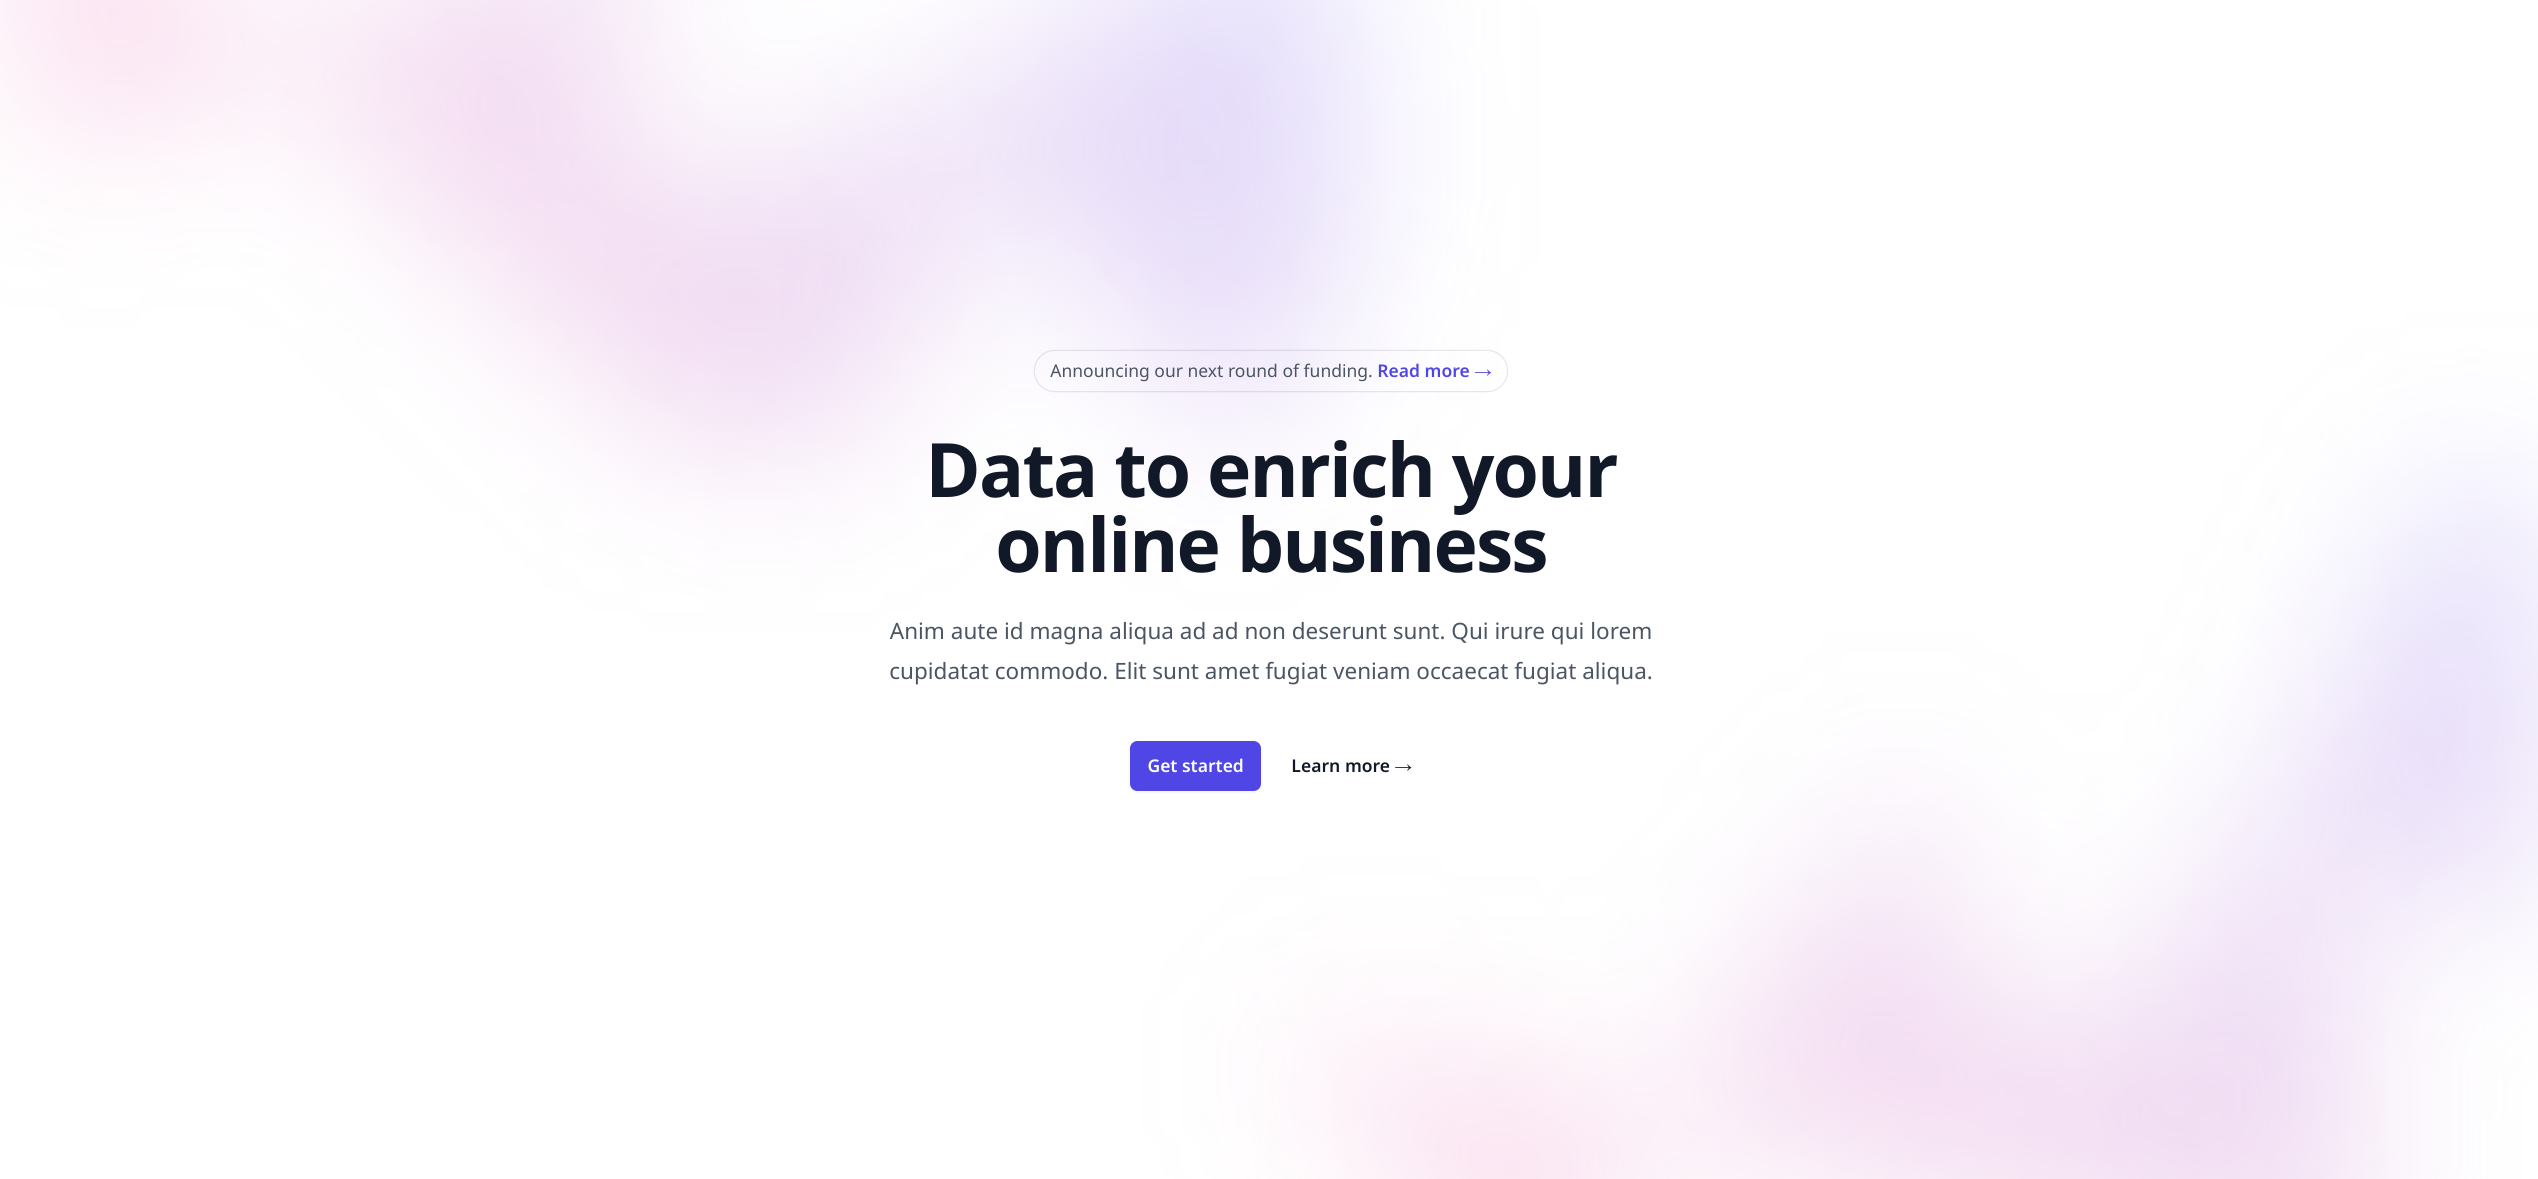 Announcing our next round of funding. Read more →
Data to enrich your
online business
Anim aute id magna aliqua ad ad non deserunt sunt. Qui irure qui lorem
cupidatat commodo. Elit sunt amet fugiat veniam occaecat fugiat aliqua.
Get started
Learn more →